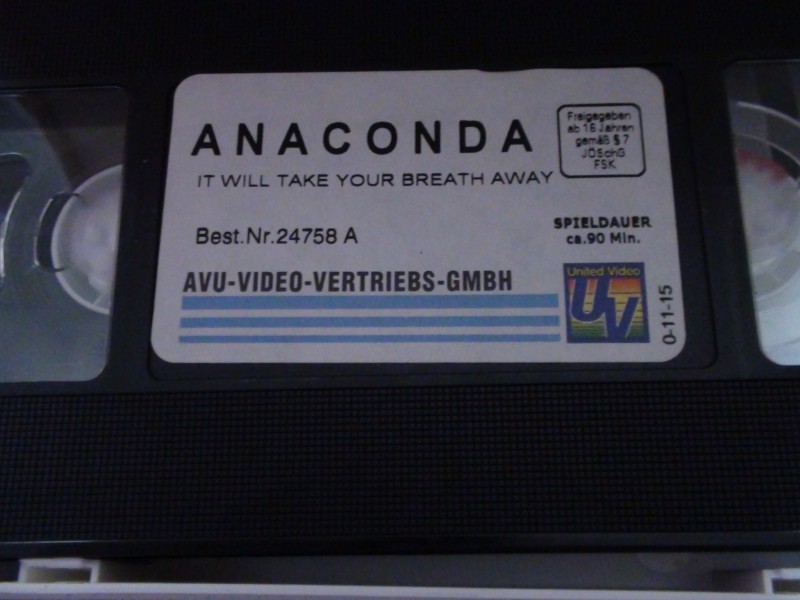 ANACONDA
IT WILL TAKE YOUR BREATH AWAY
Freigegeben
ab 16 Jahren
gemäß § 7
JÖSchG
FSK
Best.Nr.24758 A
SPIELDAUER
ca.90 Min.
AVU-VIDEO-VERTRIEBS-GMBH
United Video
UV
0-11-15